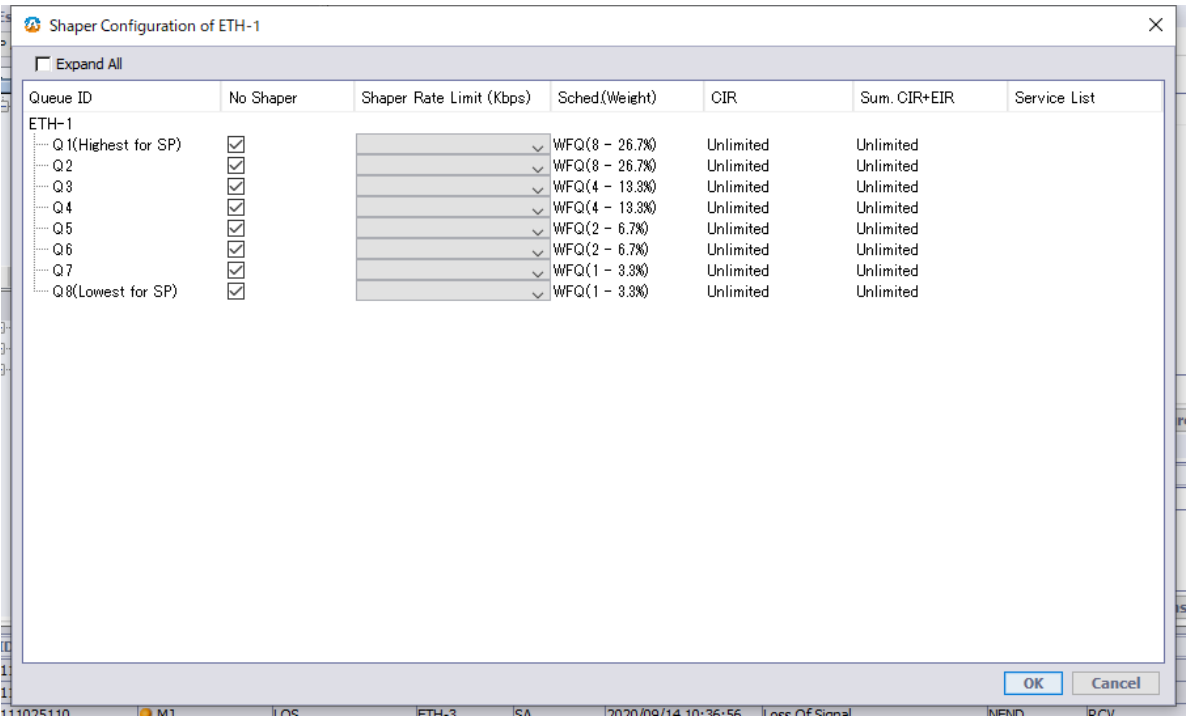 Shaper Configuration of ETH-1
Expand All
Queue ID No Shaper Shaper Rate Limit (Kbps) Sched.(Weight) CIR Sum. CIR+EIR Service List
ETH-1
Q1(Highest for SP) WFQ(8 - 26.7%) Unlimited Unlimited
Q2 WFQ(8 - 26.7%) Unlimited Unlimited
Q3 WFQ(4 - 13.3%) Unlimited Unlimited
Q4 WFQ(4 - 13.3%) Unlimited Unlimited
Q5 WFQ(2 - 6.7%) Unlimited Unlimited
Q6 WFQ(2 - 6.7%) Unlimited Unlimited
Q7 WFQ(1 - 3.3%) Unlimited Unlimited
Q8(Lowest for SP) WFQ(1 - 3.3%) Unlimited Unlimited
OK Cancel
111025110 MJ LOS ETH-3 SA 2020/09/14 10:36:56 Loss Of Signal NEND RCV